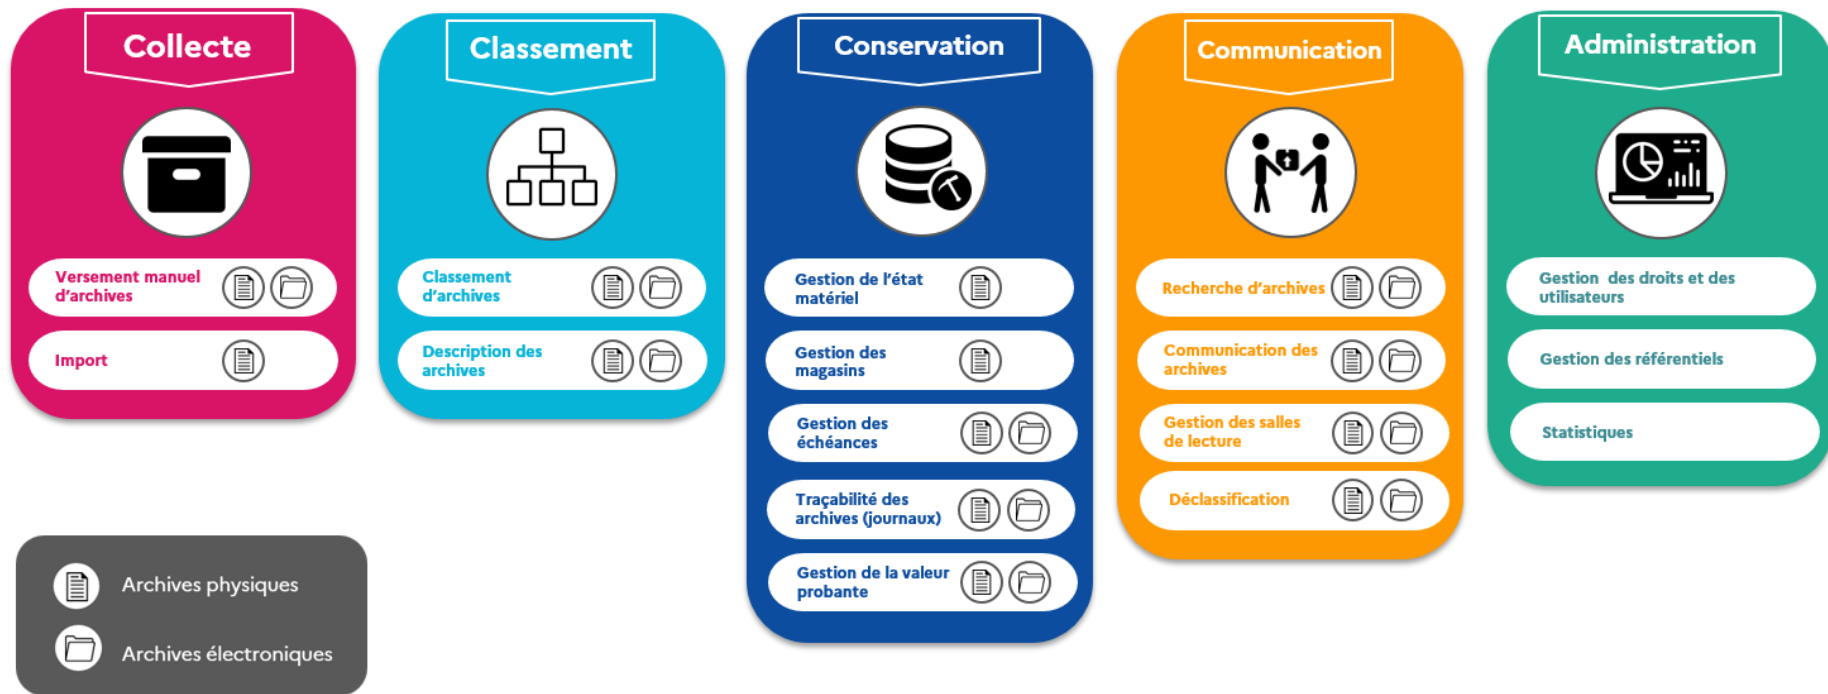 Collecte
Versement manuel
d'archives
Import
Classement
Classement
d'archives
Description des
archives
Conservation
Gestion de l'état
matériel
Gestion des
magasins
Gestion des
échéances
Traçabilité des
archives (journaux)
Gestion de la valeur
probante
Communication
Recherche d'archives
Communication des
archives
Gestion des salles
de lecture
Déclassification
Administration
Gestion des droits et des
utilisateurs
Gestion des référentiels
Statistiques
Archives physiques
Archives électroniques